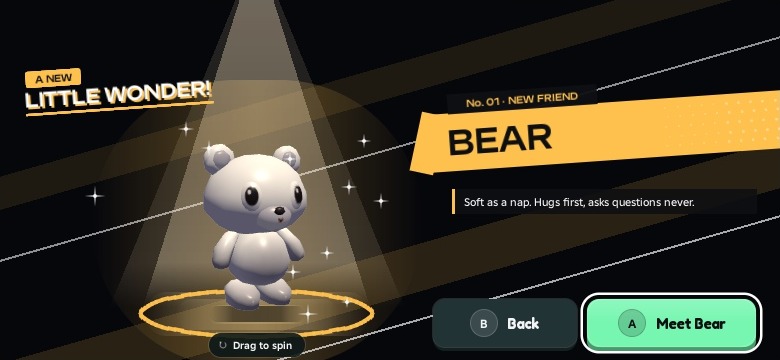 A NEW
LITTLE WONDER!
No. 01 · NEW FRIEND
BEAR
Soft as a nap. Hugs first, asks questions never.
B Back
A Meet Bear
↻ Drag to spin